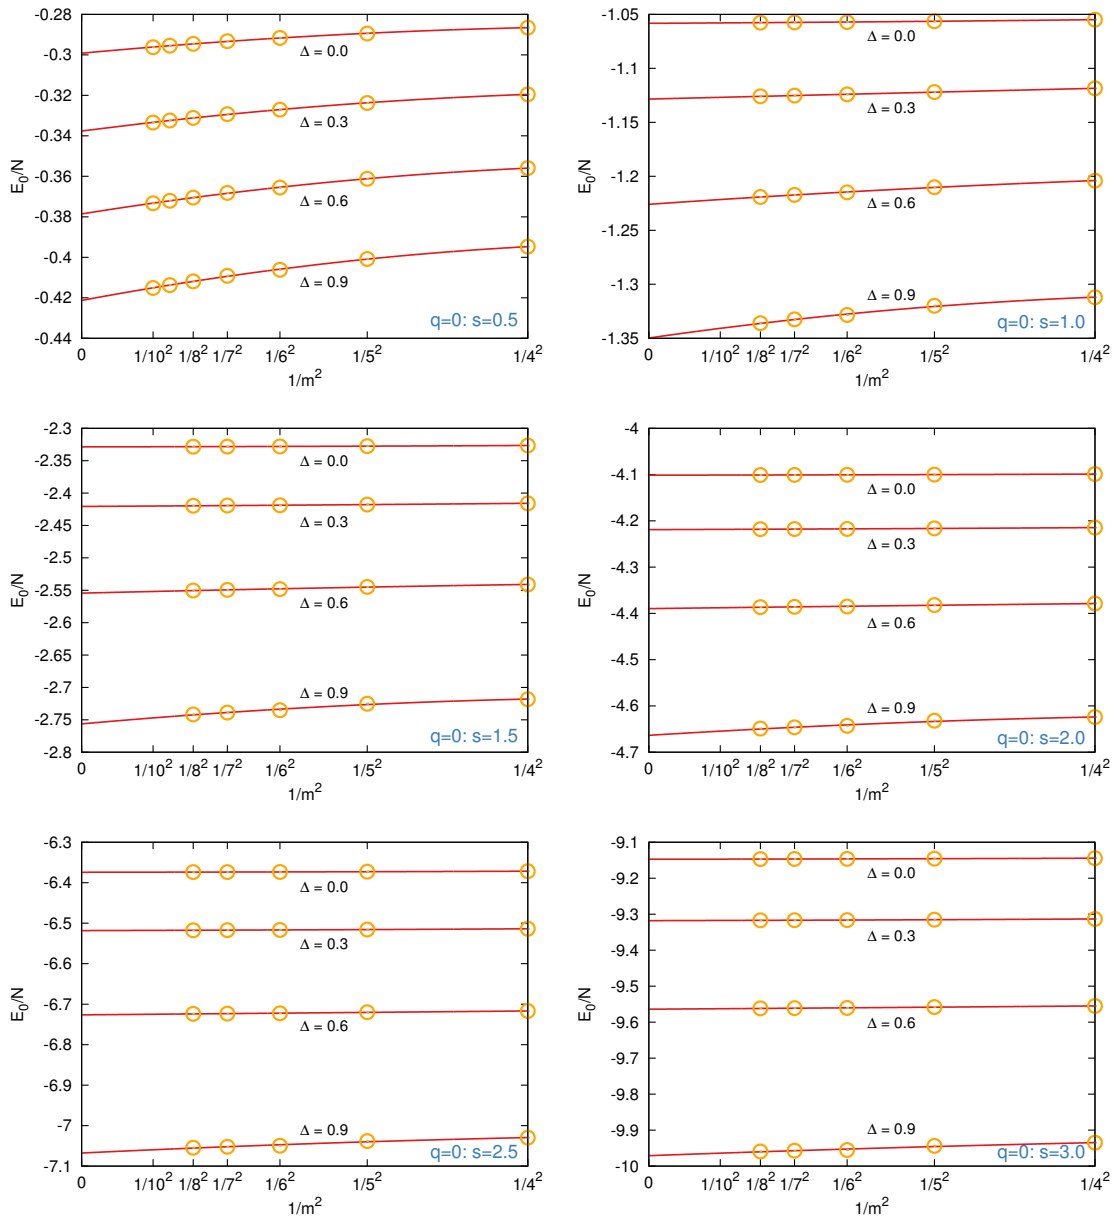 -0.3
-0.32
-0.34
-0.36
-0.38
-0.4
-0.42
-0.44
E₀/N
Δ = 0.0
Δ = 0.3
Δ = 0.6
Δ = 0.9
q=0: s=0.5
0 1/10² 1/8² 1/7² 1/6² 1/5² 1/4²
1/m²
-1.05
-1.1
-1.15
-1.2
-1.25
-1.3
-1.35
E₀/N
Δ = 0.0
Δ = 0.3
Δ = 0.6
Δ = 0.9
q=0: s=1.0
0 1/10² 1/8² 1/7² 1/6² 1/5² 1/4²
1/m²
-2.3
-2.35
-2.4
-2.45
-2.5
-2.55
-2.6
-2.65
-2.7
-2.75
-2.8
E₀/N
Δ = 0.0
Δ = 0.3
Δ = 0.6
Δ = 0.9
q=0: s=1.5
0 1/10² 1/8² 1/7² 1/6² 1/5² 1/4²
1/m²
-4
-4.1
-4.2
-4.3
-4.4
-4.5
-4.6
-4.7
E₀/N
Δ = 0.0
Δ = 0.3
Δ = 0.6
Δ = 0.9
q=0: s=2.0
0 1/10² 1/8² 1/7² 1/6² 1/5² 1/4²
1/m²
-6.3
-6.4
-6.5
-6.6
-6.7
-6.8
-6.9
-7
-7.1
E₀/N
Δ = 0.0
Δ = 0.3
Δ = 0.6
Δ = 0.9
q=0: s=2.5
0 1/10² 1/8² 1/7² 1/6² 1/5² 1/4²
1/m²
-9.1
-9.2
-9.3
-9.4
-9.5
-9.6
-9.7
-9.8
-9.9
-10
E₀/N
Δ = 0.0
Δ = 0.3
Δ = 0.6
Δ = 0.9
q=0: s=3.0
0 1/10² 1/8² 1/7² 1/6² 1/5² 1/4²
1/m²